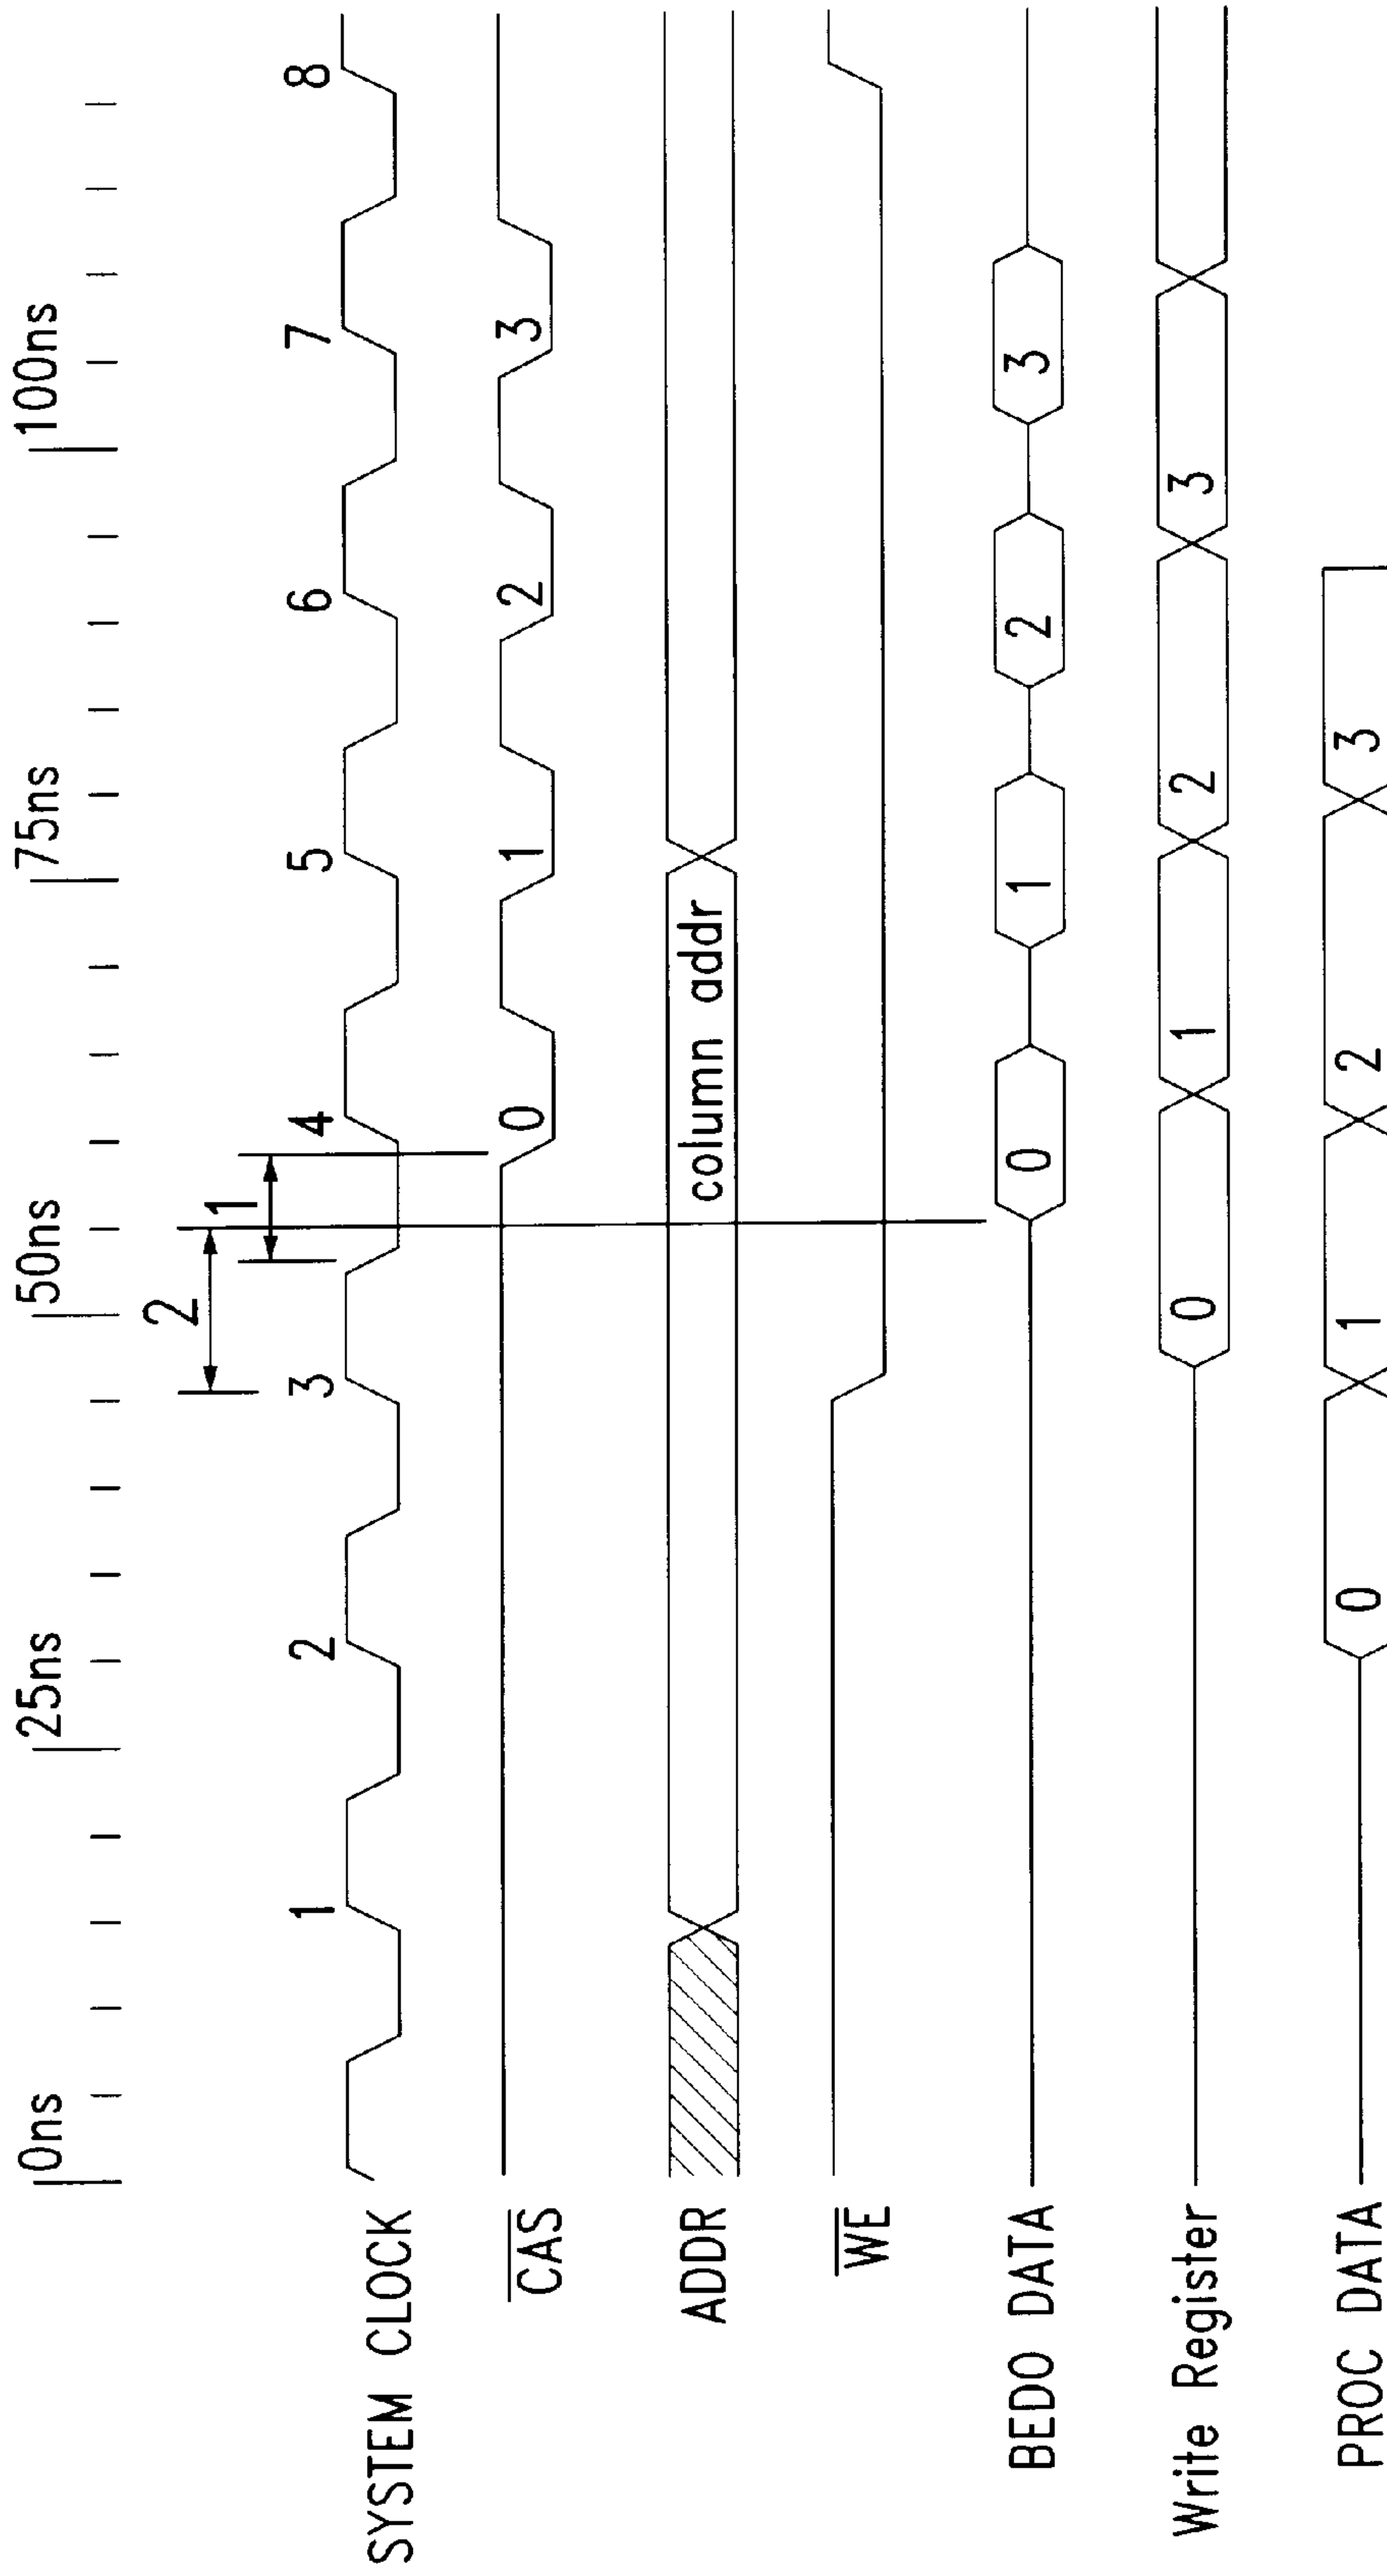 0ns 25ns 50ns 75ns 100ns
2
1
1 2 3 4 5 6 7 8
SYSTEM CLOCK
CAS
0 1 2 3
ADDR
column addr
WE
BEDO DATA
0 1 2 3
Write Register
0 1 2 3
PROC DATA
0 1 2 3